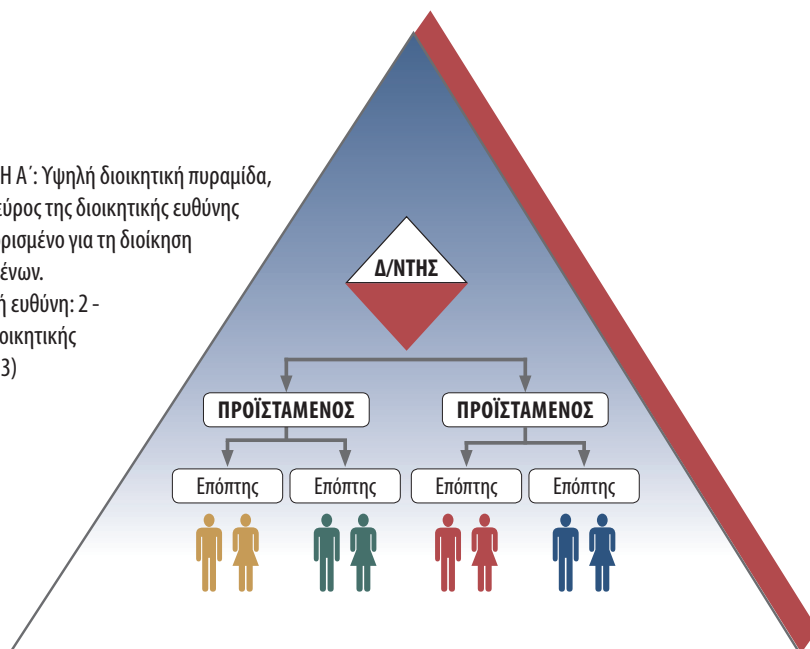 Η Α΄: Υψηλή διοικητική πυραμίδα,
εύρος της διοικητικής ευθύνης
ρισμένο για τη διοίκηση
ένων.
ή ευθύνη: 2 -
οικητικής
3)
Δ/ΝΤΗΣ
ΠΡΟΪΣΤΑΜΕΝΟΣ ΠΡΟΪΣΤΑΜΕΝΟΣ
Επόπτης Επόπτης Επόπτης Επόπτης